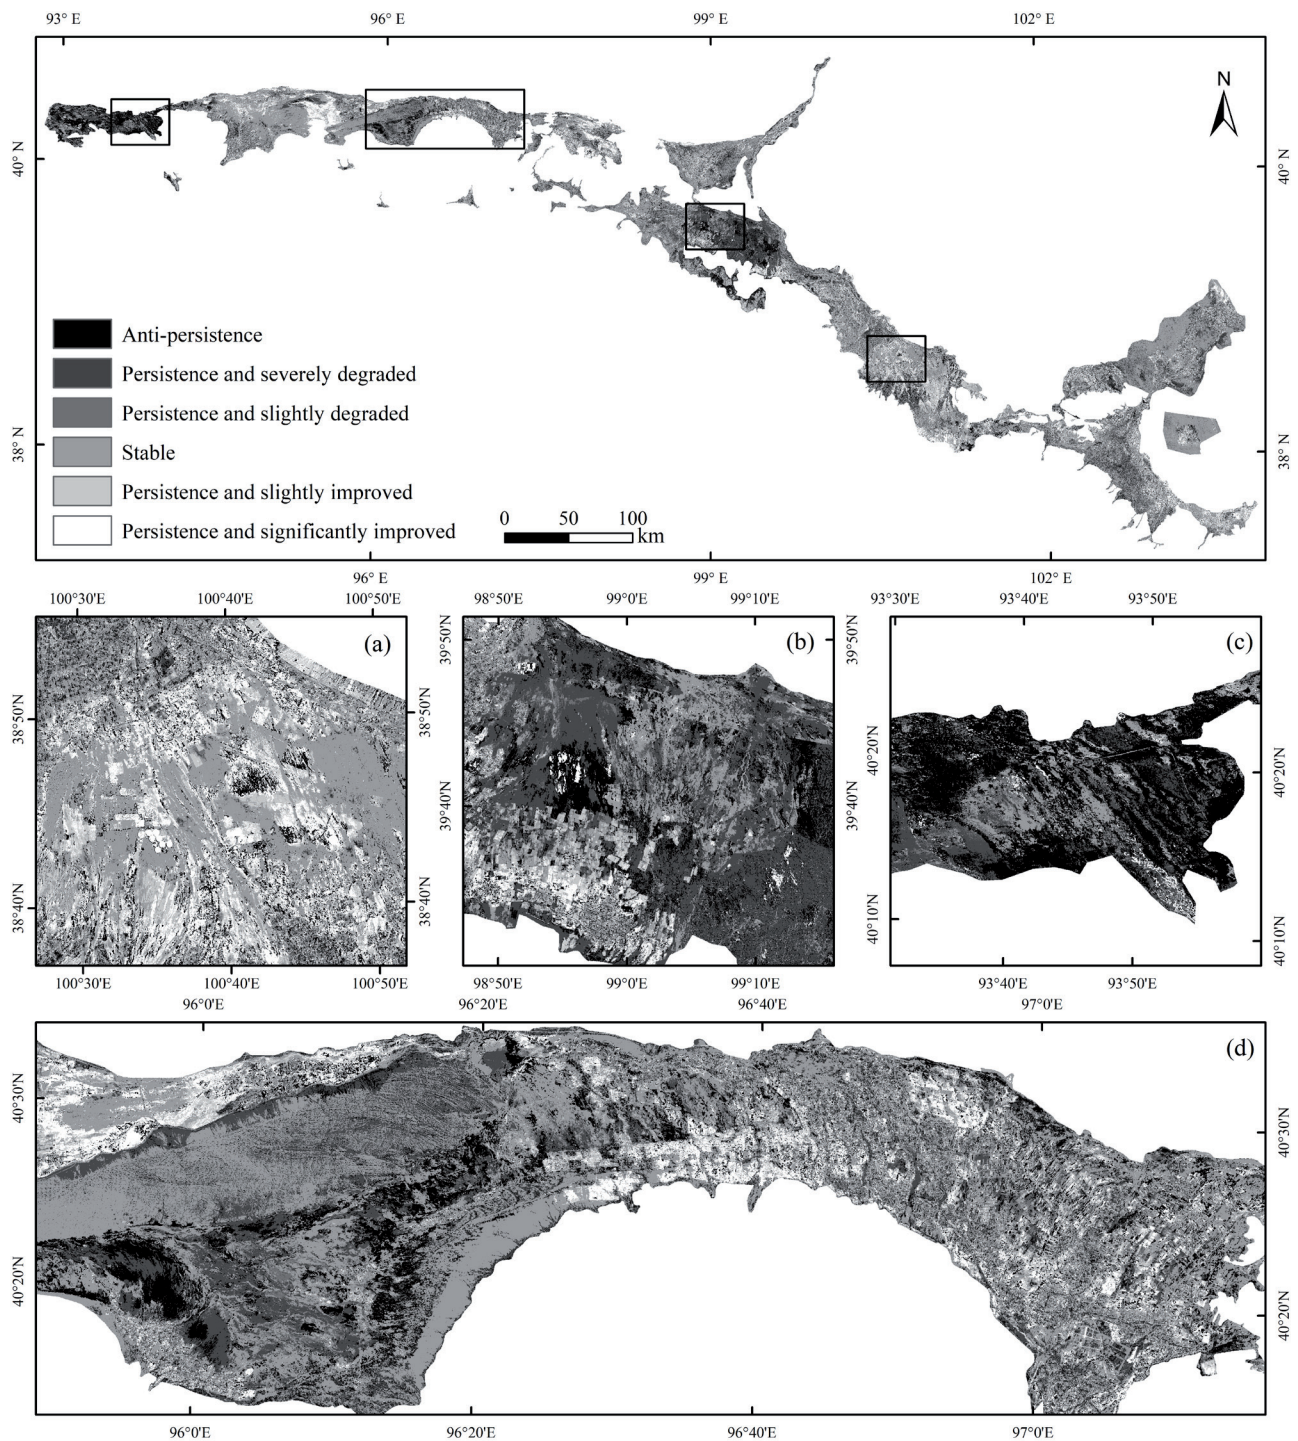 93° E 96° E 99° E 102° E
N
40° N 40° N
38° N 38° N
Anti-persistence
Persistence and severely degraded
Persistence and slightly degraded
Stable
Persistence and slightly improved
Persistence and significantly improved
0 50 100
km
96° E 99° E 102° E
100°30'E 100°40'E 100°50'E
(a)
38°50'N 38°50'N
38°40'N 38°40'N
100°30'E 100°40'E 100°50'E
98°50'E 99°0'E 99°10'E
(b)
39°50'N 39°50'N
39°40'N 39°40'N
98°50'E 99°0'E 99°10'E
93°30'E 93°40'E 93°50'E
(c)
40°20'N 40°20'N
40°10'N 40°10'N
93°40'E 93°50'E
96°0'E 96°20'E 96°40'E 97°0'E
(d)
40°30'N 40°30'N
40°20'N 40°20'N
96°0'E 96°20'E 96°40'E 97°0'E